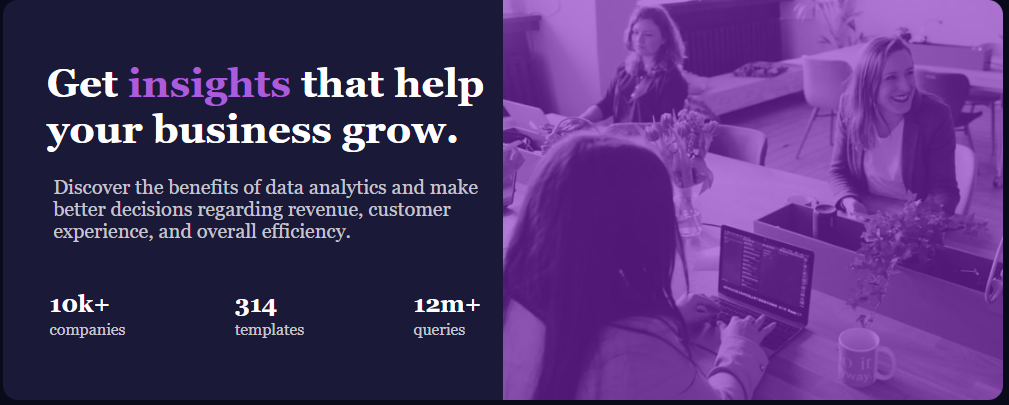 Get insights that help
your business grow.
Discover the benefits of data analytics and make
better decisions regarding revenue, customer
experience, and overall efficiency.
10k+ 314 12m+
companies templates queries